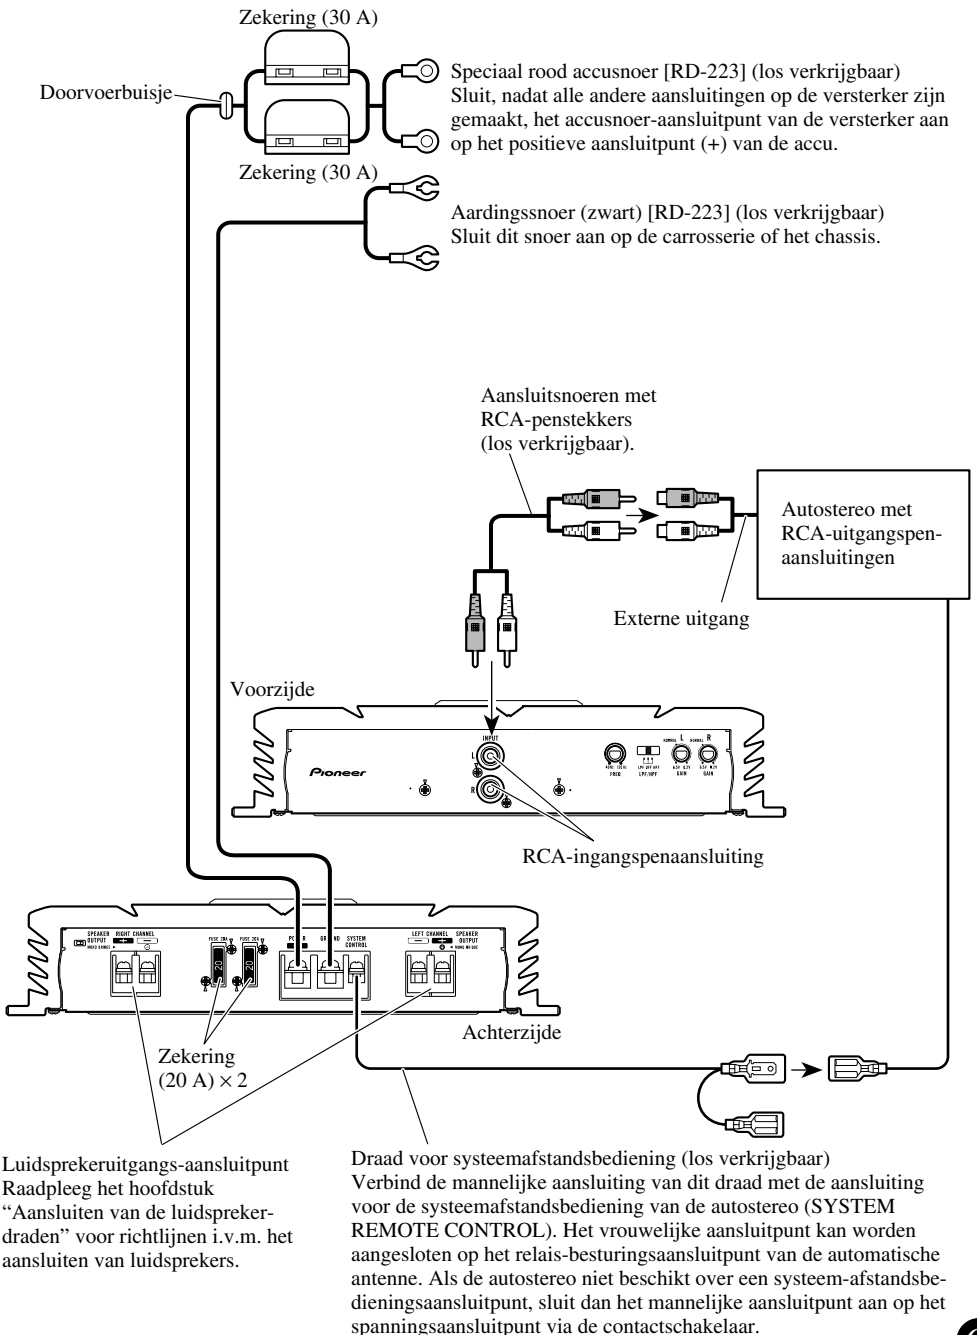 Zekering (30 A)
Doorvoerbuisje
Speciaal rood accusnoer [RD-223] (los verkrijgbaar)
Sluit, nadat alle andere aansluitingen op de versterker zijn
gemaakt, het accusnoer-aansluitpunt van de versterker aan
op het positieve aansluitpunt (+) van de accu.
Zekering (30 A)
Aardingssnoer (zwart) [RD-223] (los verkrijgbaar)
Sluit dit snoer aan op de carrosserie of het chassis.
Aansluitsnoeren met
RCA-penstekkers
(los verkrijgbaar).
Autostereo met
RCA-uitgangspen-
aansluitingen
Externe uitgang
Voorzijde
INPUT
L
R
Pioneer
FREQ
LPF OFF HPF
LPF/HPF
NORMAL L NORMAL R
GAIN GAIN
RCA-ingangspenaansluiting
SPEAKER OUTPUT
RIGHT CHANNEL
FUSE 20A FUSE 20A
20 20
GROUND
SYSTEM CONTROL
LEFT CHANNEL
SPEAKER OUTPUT
Achterzijde
Zekering
(20 A) × 2
Luidsprekeruitgangs-aansluitpunt
Raadpleeg het hoofdstuk
“Aansluiten van de luidspreker-
draden” voor richtlijnen i.v.m. het
aansluiten van luidsprekers.
Draad voor systeemafstandsbediening (los verkrijgbaar)
Verbind de mannelijke aansluiting van dit draad met de aansluiting
voor de systeemafstandsbediening van de autostereo (SYSTEM
REMOTE CONTROL). Het vrouwelijke aansluitpunt kan worden
aangesloten op het relais-besturingsaansluitpunt van de automatische
antenne. Als de autostereo niet beschikt over een systeem-afstandsbe-
dieningsaansluitpunt, sluit dan het mannelijke aansluitpunt aan op het
spanningsaansluitpunt via de contactschakelaar.